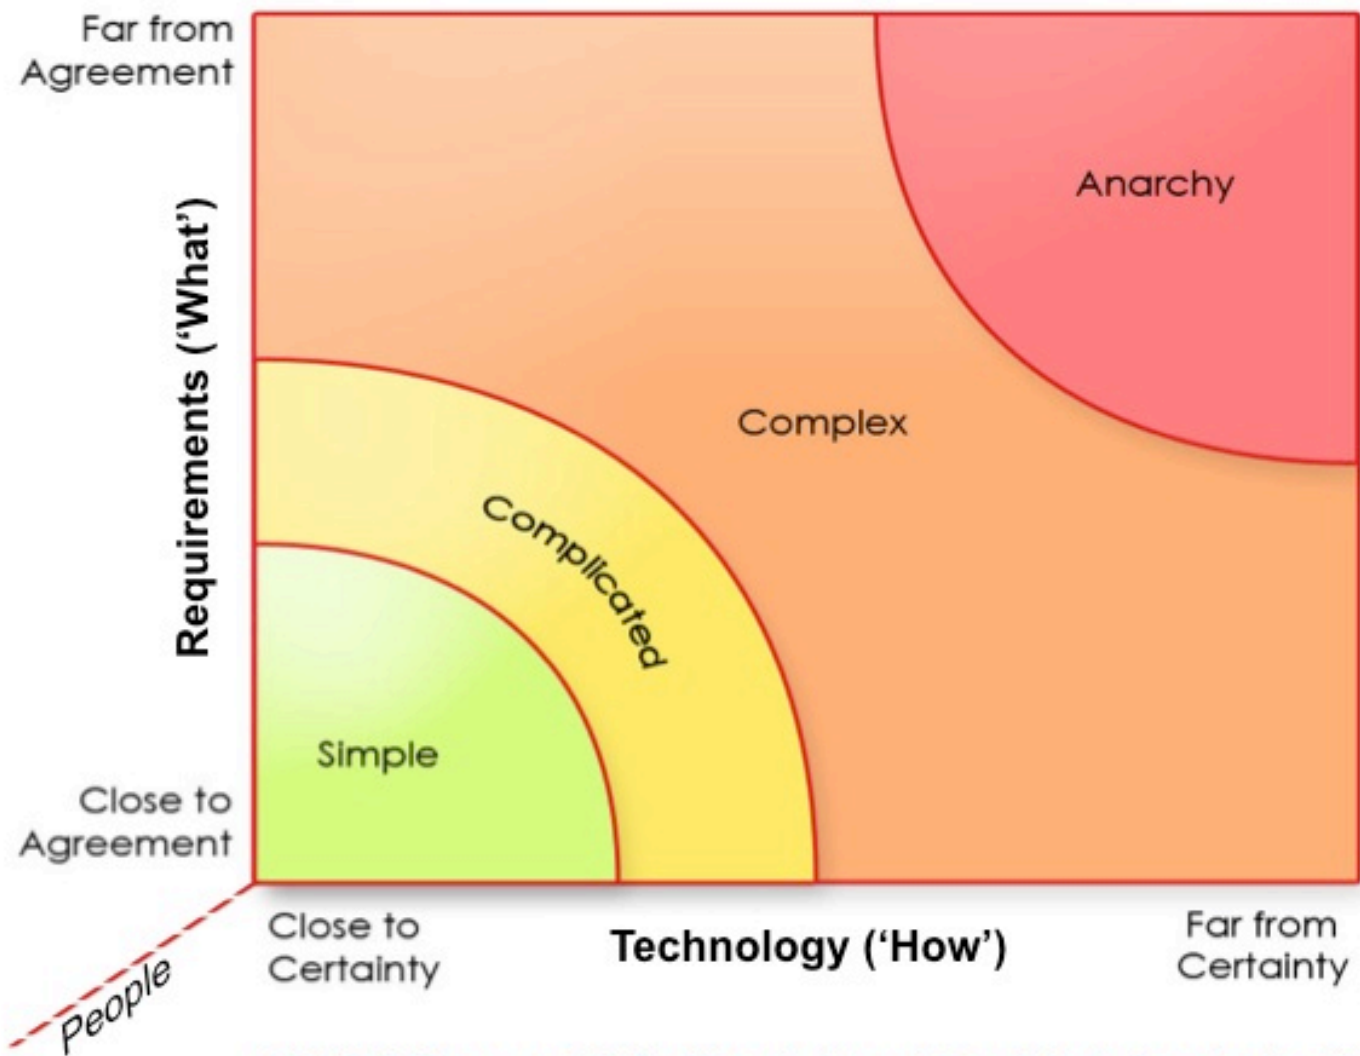 Far from
Agreement
Anarchy
Requirements (‘What’)
Complex
Complicated
Simple
Close to
Agreement
Close to
Certainty
Technology (‘How’)
Far from
Certainty
People